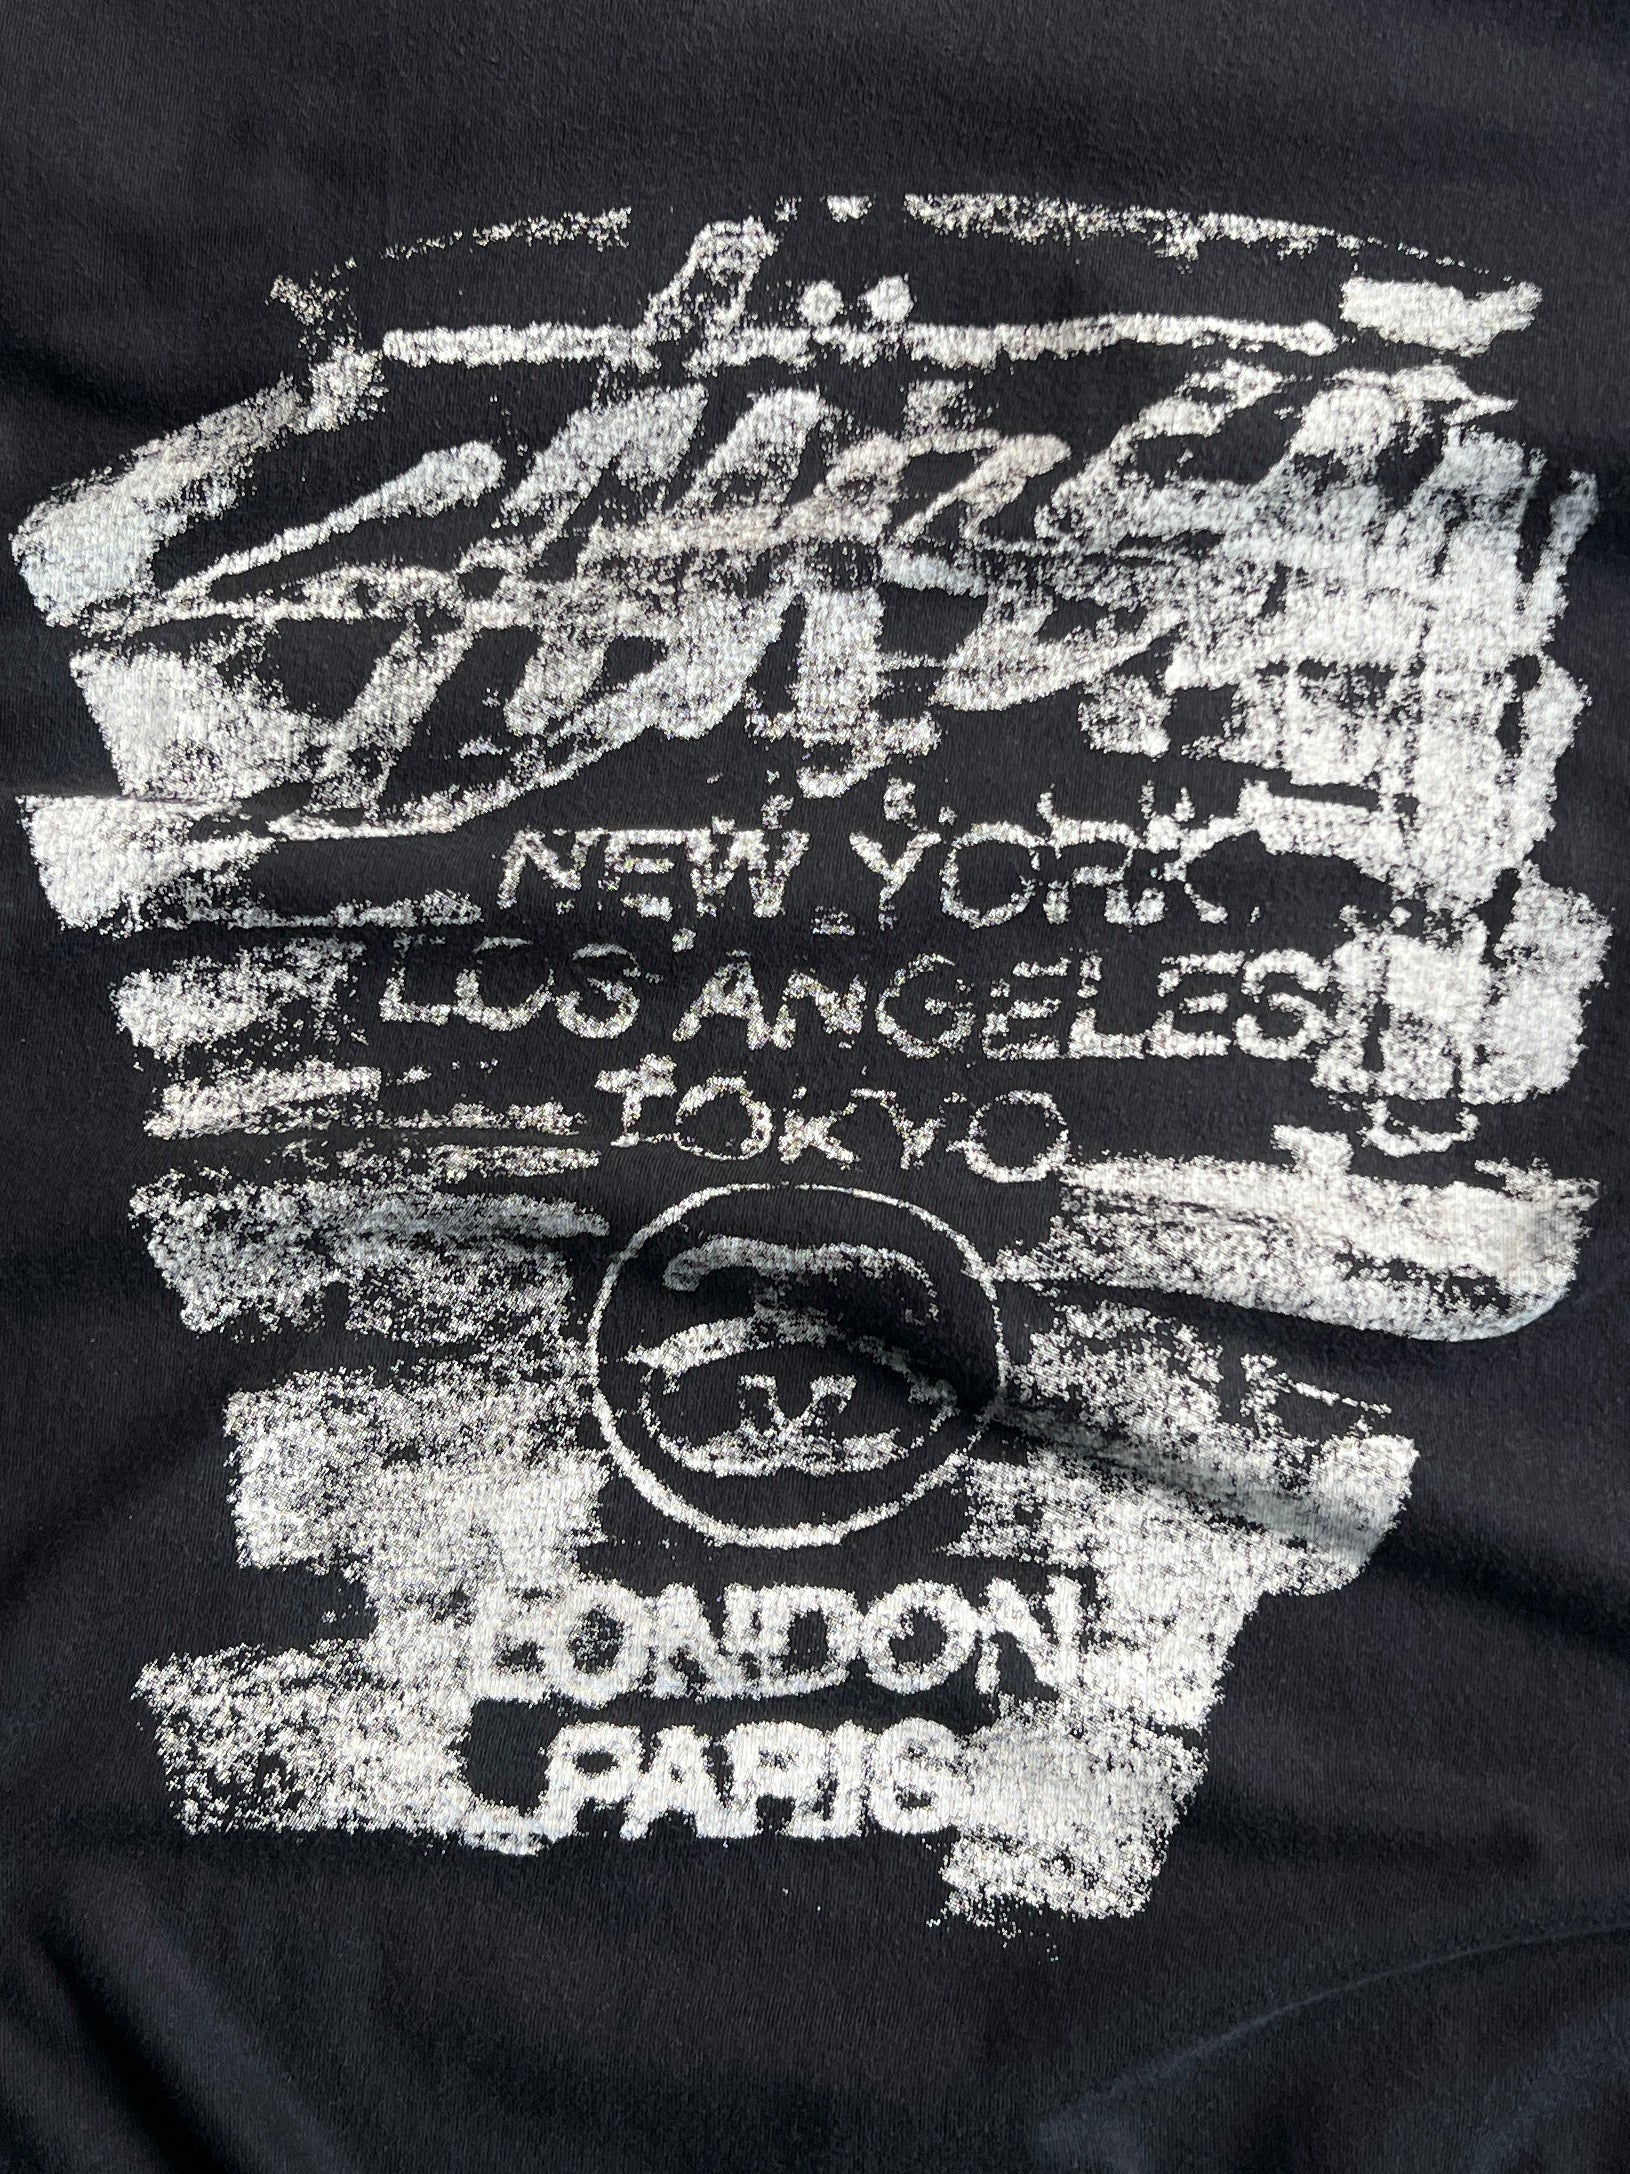 NEW YORK
LOS ANGELES
TOKYO
LONDON
PARIS